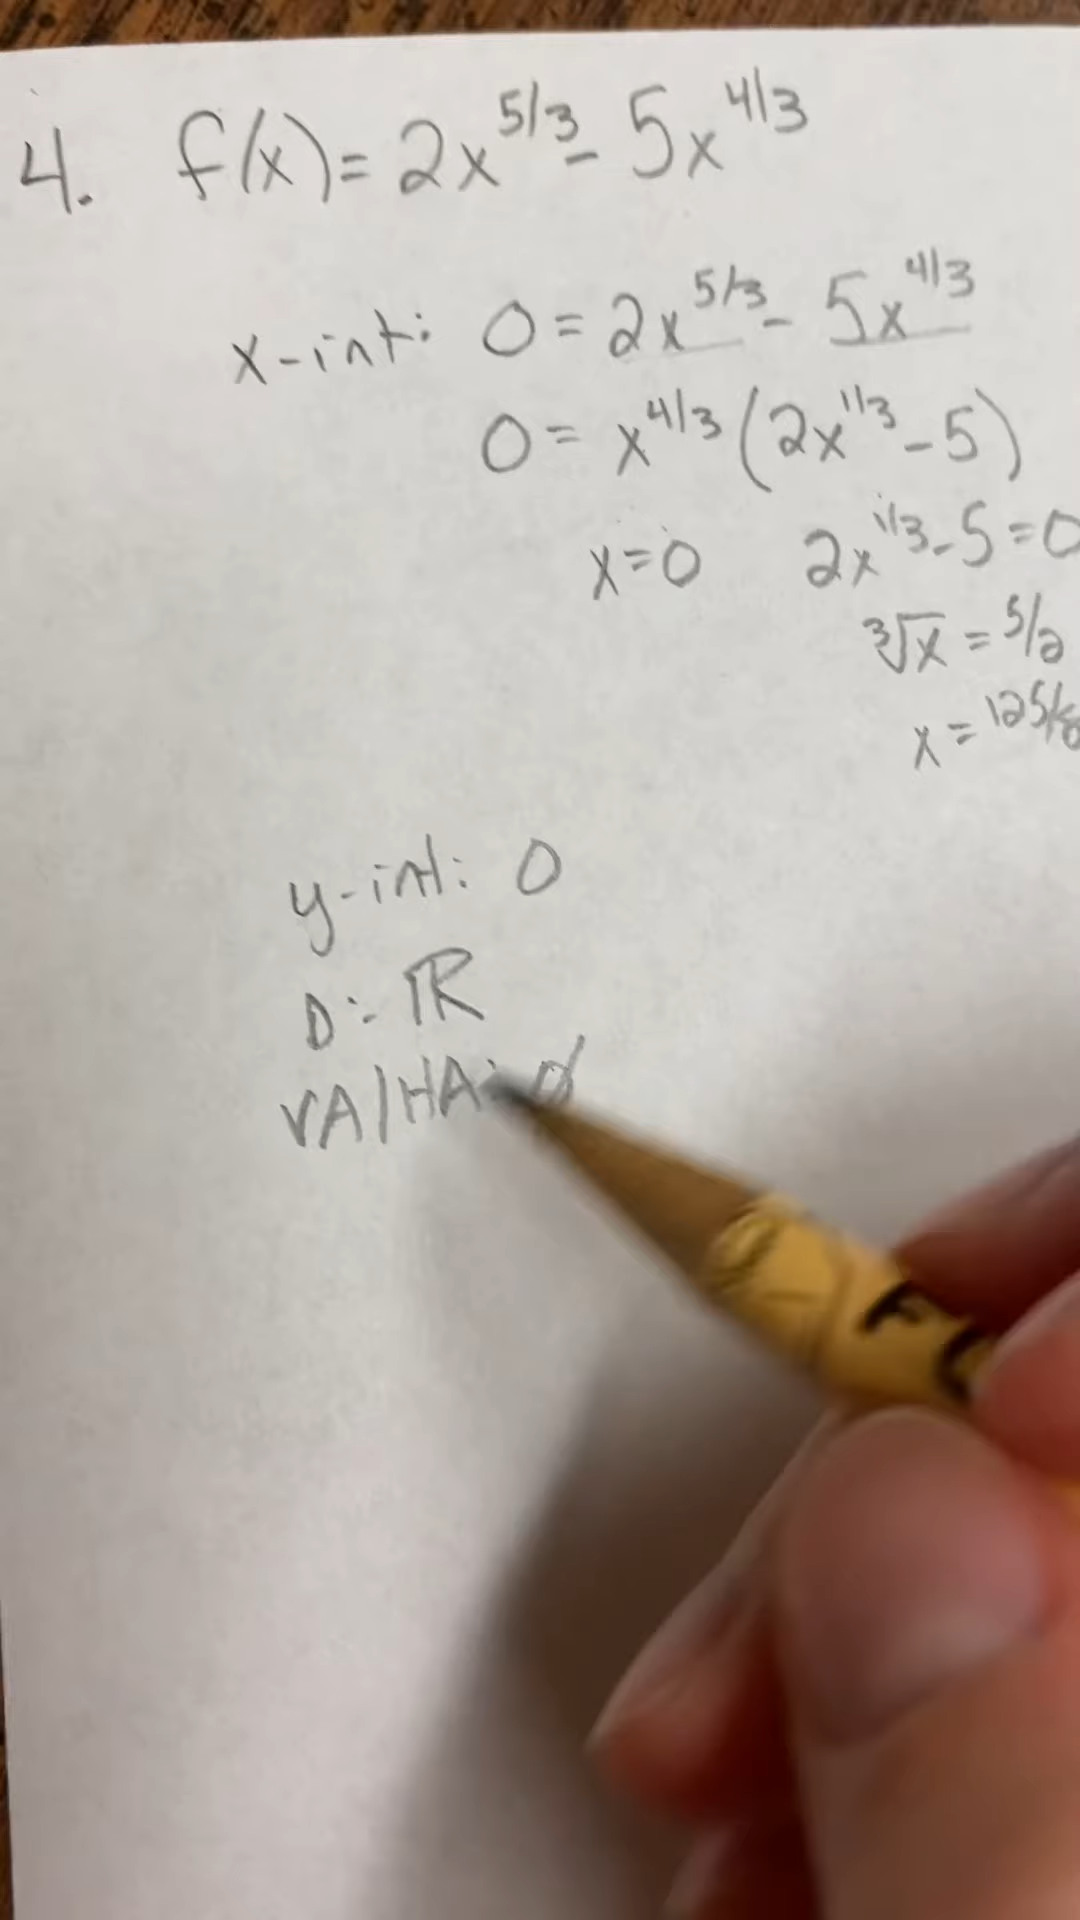 4. f(x) = 2x^5/3 - 5x^4/3
x-int: 0 = 2x^5/3 - 5x^4/3
0 = x^4/3 (2x^1/3 - 5)
x=0 2x^1/3 - 5 = 0
³√x = 5/2
x = 125/8
y-int: 0
D: ℝ
VA/HA: ∅